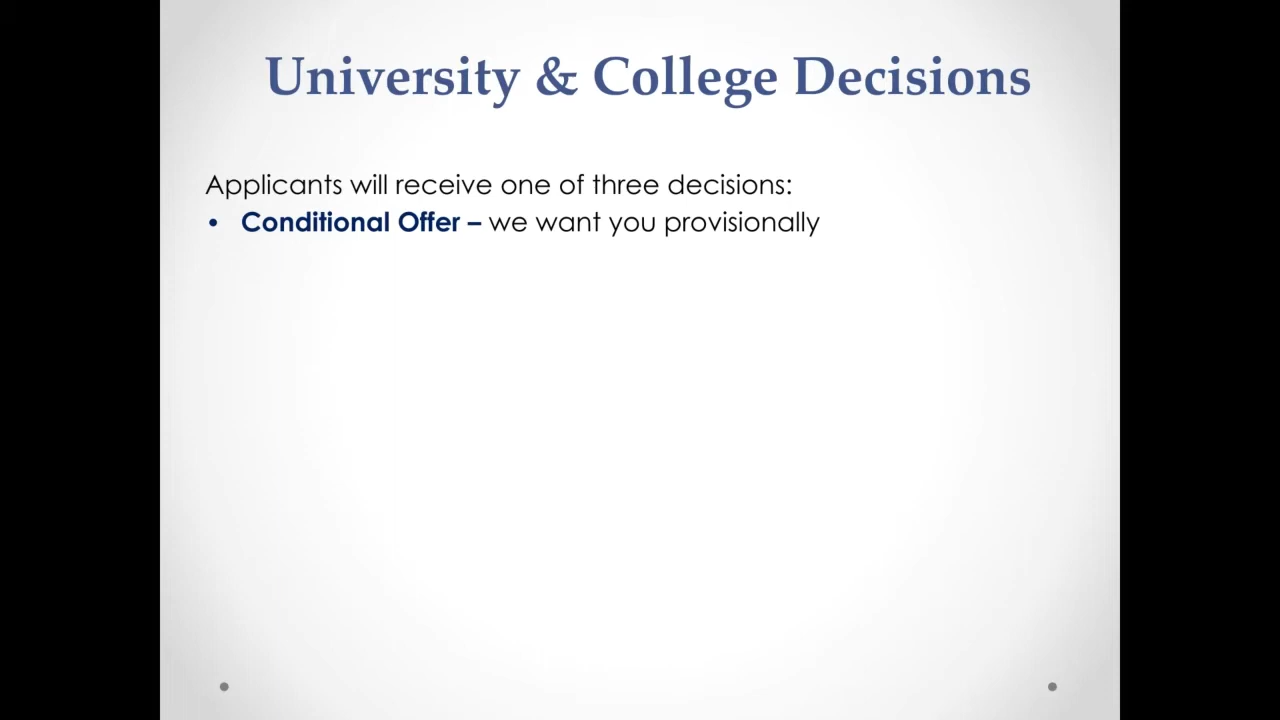 University & College Decisions
Applicants will receive one of three decisions:
• Conditional Offer – we want you provisionally